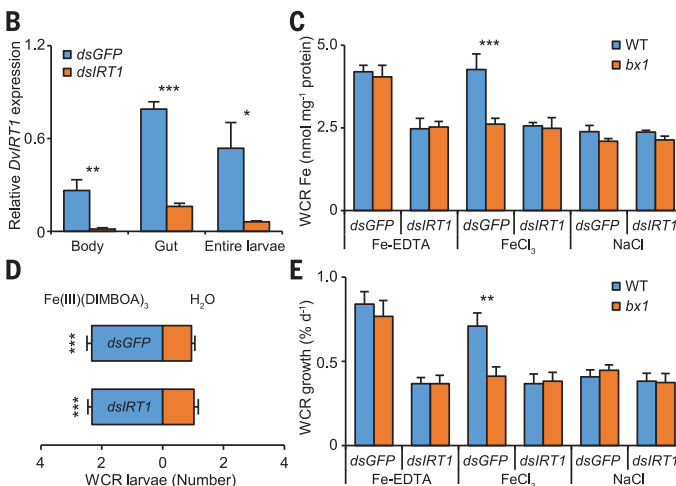 B
Relative DvIRT1 expression
1.2
0.6
0
dsGFP
dsIRT1
**
***
*
Body
Gut
Entire larvae
C
WCR Fe (nmol mg⁻¹ protein)
5.0
2.5
0
WT
bx1
***
dsGFP
dsIRT1
dsGFP
dsIRT1
dsGFP
dsIRT1
Fe-EDTA
FeCl₃
NaCl
D
Fe(III)(DIMBOA)₃
H₂O
***
dsGFP
***
dsIRT1
4
2
0
2
4
WCR larvae (Number)
E
WCR growth (% d⁻¹)
1.0
0.5
0
WT
bx1
**
dsGFP
dsIRT1
dsGFP
dsIRT1
dsGFP
dsIRT1
Fe-EDTA
FeCl₃
NaCl